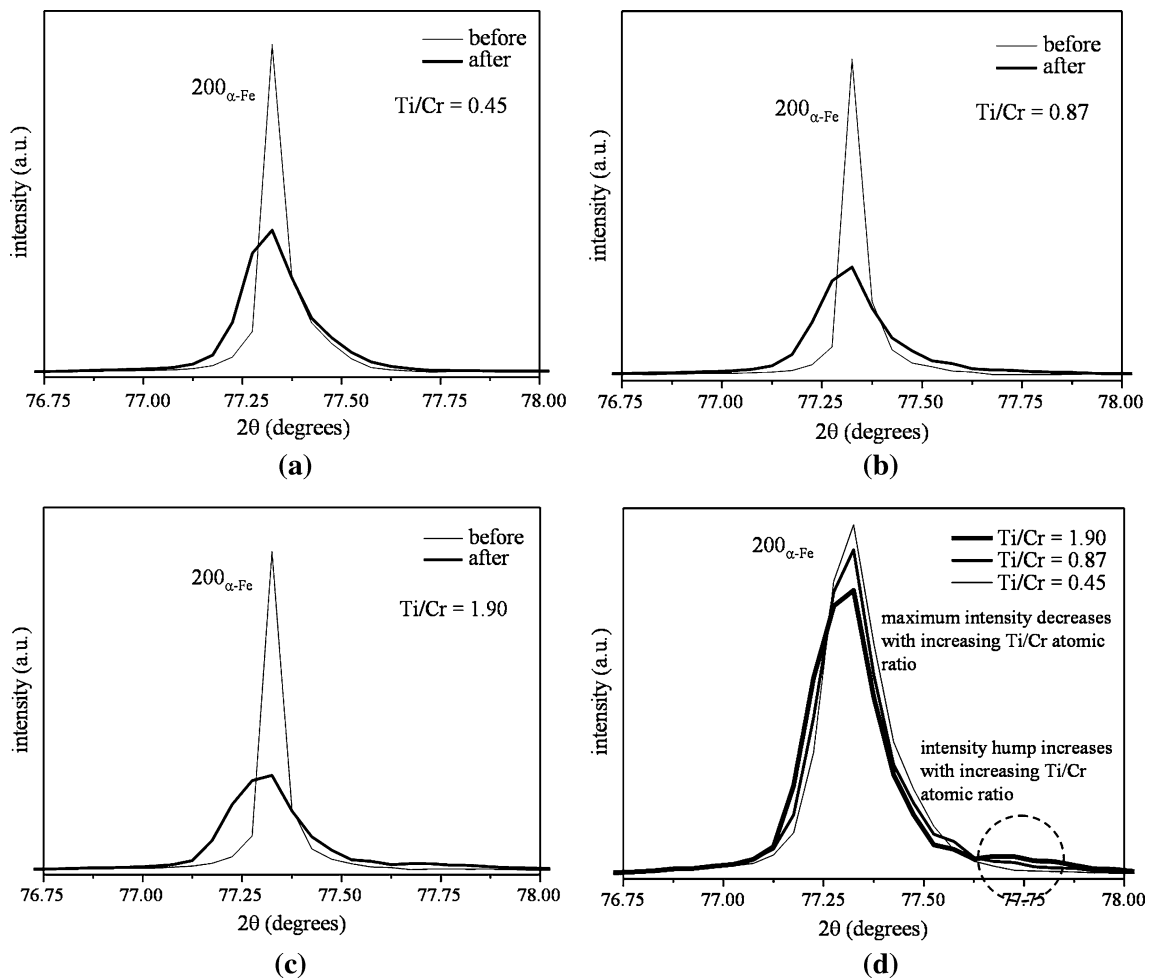 (a)
before
after
200α-Fe
Ti/Cr = 0.45
intensity (a.u.)
76.75 77.00 77.25 77.50 77.75 78.00
2θ (degrees)
(a)
before
after
200α-Fe
Ti/Cr = 0.87
intensity (a.u.)
76.75 77.00 77.25 77.50 77.75 78.00
2θ (degrees)
(b)
before
after
200α-Fe
Ti/Cr = 1.90
intensity (a.u.)
76.75 77.00 77.25 77.50 77.75 78.00
2θ (degrees)
(c)
Ti/Cr = 1.90
Ti/Cr = 0.87
Ti/Cr = 0.45
200α-Fe
maximum intensity decreases
with increasing Ti/Cr atomic
ratio
intensity hump increases
with increasing Ti/Cr
atomic ratio
intensity (a.u.)
76.75 77.00 77.25 77.50 77.75 78.00
2θ (degrees)
(d)